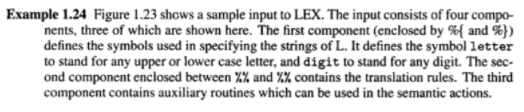 Example 1.24 Figure 1.23 shows a sample input to LEX. The input consists of four compo-
nents, three of which are shown here. The first component (enclosed by %{ and %})
defines the symbols used in specifying the strings of L. It defines the symbol letter
to stand for any upper or lower case letter, and digit to stand for any digit. The sec-
ond component enclosed between %% and %% contains the translation rules. The third
component contains auxiliary routines which can be used in the semantic actions.